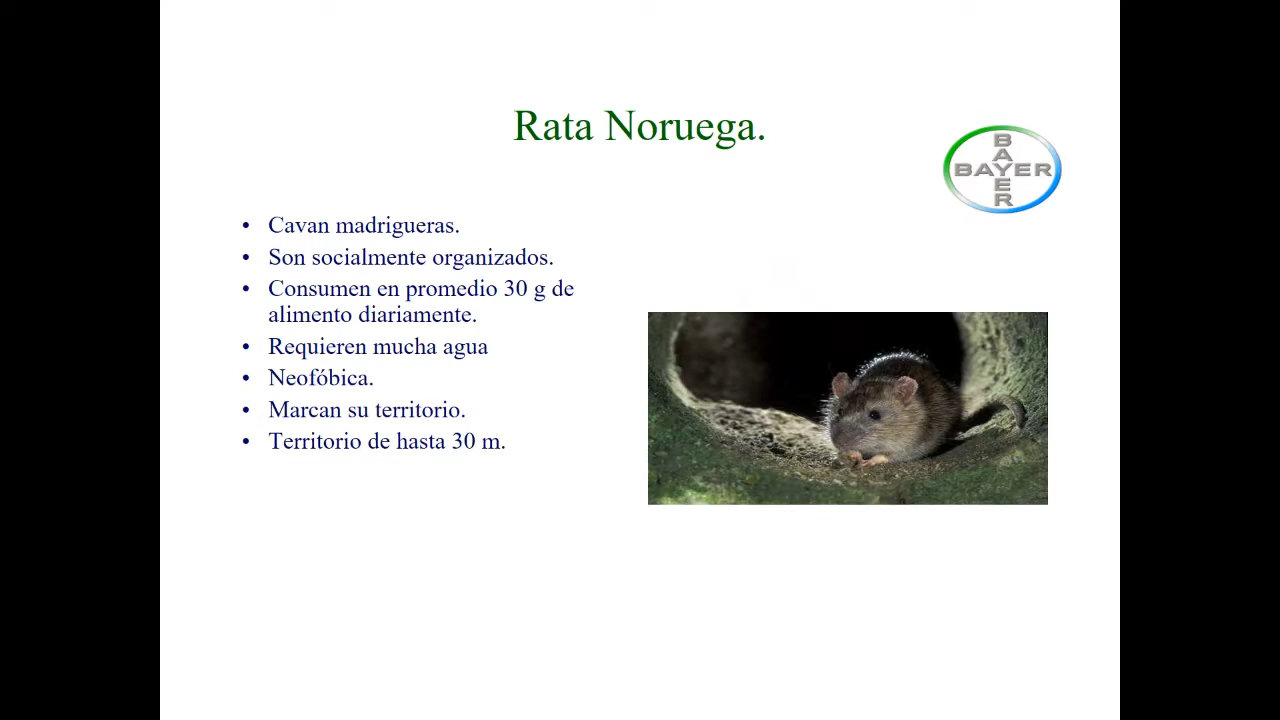 Rata Noruega.
BAYER
BAYER
• Cavan madrigueras.
• Son socialmente organizados.
• Consumen en promedio 30 g de
alimento diariamente.
• Requieren mucha agua
• Neofóbica.
• Marcan su territorio.
• Territorio de hasta 30 m.